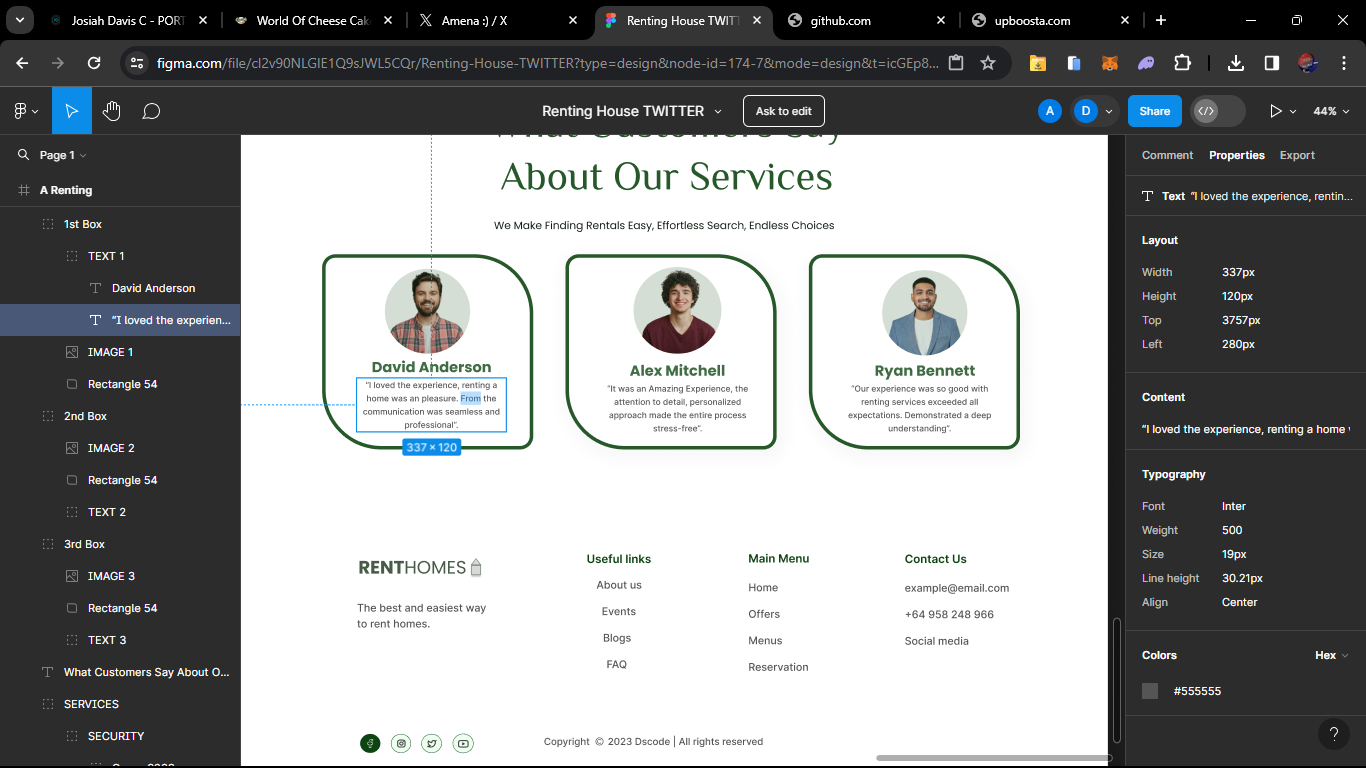 Josiah Davis C - PORT
World Of Cheese Cak
Amena :) / X
Renting House TWIT
github.com
upboosta.com
figma.com/file/cl2v90NLGlE1Q9sJWL5CQr/Renting-House-TWITTER?type=design&node-id=174-7&mode=design&t=icGEp8...
Renting House TWITTER
Ask to edit
A
D
Share
44%
Page 1
A Renting
1st Box
TEXT 1
David Anderson
“I loved the experien...
IMAGE 1
Rectangle 54
2nd Box
IMAGE 2
Rectangle 54
TEXT 2
3rd Box
IMAGE 3
Rectangle 54
TEXT 3
What Customers Say About O...
SERVICES
SECURITY
What Customers Say
About Our Services
We Make Finding Rentals Easy, Effortless Search, Endless Choices
David Anderson
“I loved the experience, renting a
home was an pleasure. From the
communication was seamless and
professional”.
337 × 120
Alex Mitchell
“It was an Amazing Experience, the
attention to detail, personalized
approach made the entire process
stress-free”.
Ryan Bennett
“Our experience was so good with
renting services exceeded all
expectations. Demonstrated a deep
understanding”.
RENTHOMES
The best and easiest way
to rent homes.
Useful links
About us
Events
Blogs
FAQ
Main Menu
Home
Offers
Menus
Reservation
Contact Us
example@email.com
+64 958 248 966
Social media
Copyright © 2023 Dscode | All rights reserved
Comment
Properties
Export
Text “I loved the experience, rentin...
Layout
Width 337px
Height 120px
Top 3757px
Left 280px
Content
“I loved the experience, renting a home
Typography
Font Inter
Weight 500
Size 19px
Line height 30.21px
Align Center
Colors
Hex
#555555
?